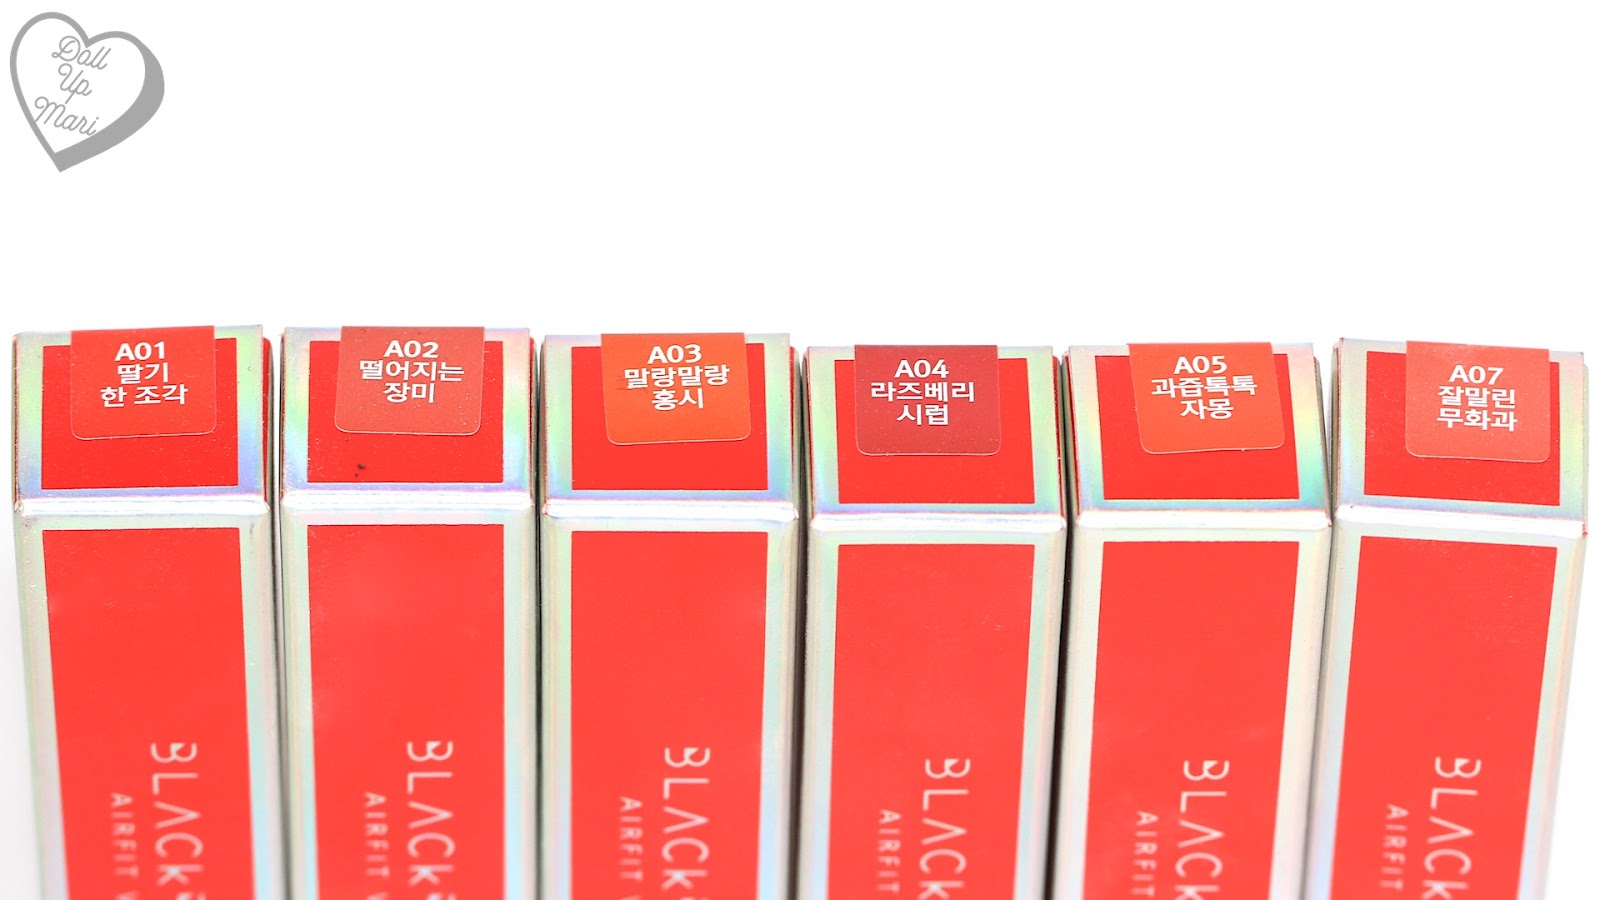 Doll
Up
Mari
A01
딸기
한 조각
A02
떨어지는
장미
A03
말랑말랑
홍시
A04
라즈베리
시럽
A05
과즙톡톡
자몽
A07
잘말린
무화과
BLACK
AIRFIT V
BLACK
AIRFIT V
BLACK
AIRFIT V
BLACK
AIRFIT
BLACK
AIRFIT
BLACK
AIRFIT